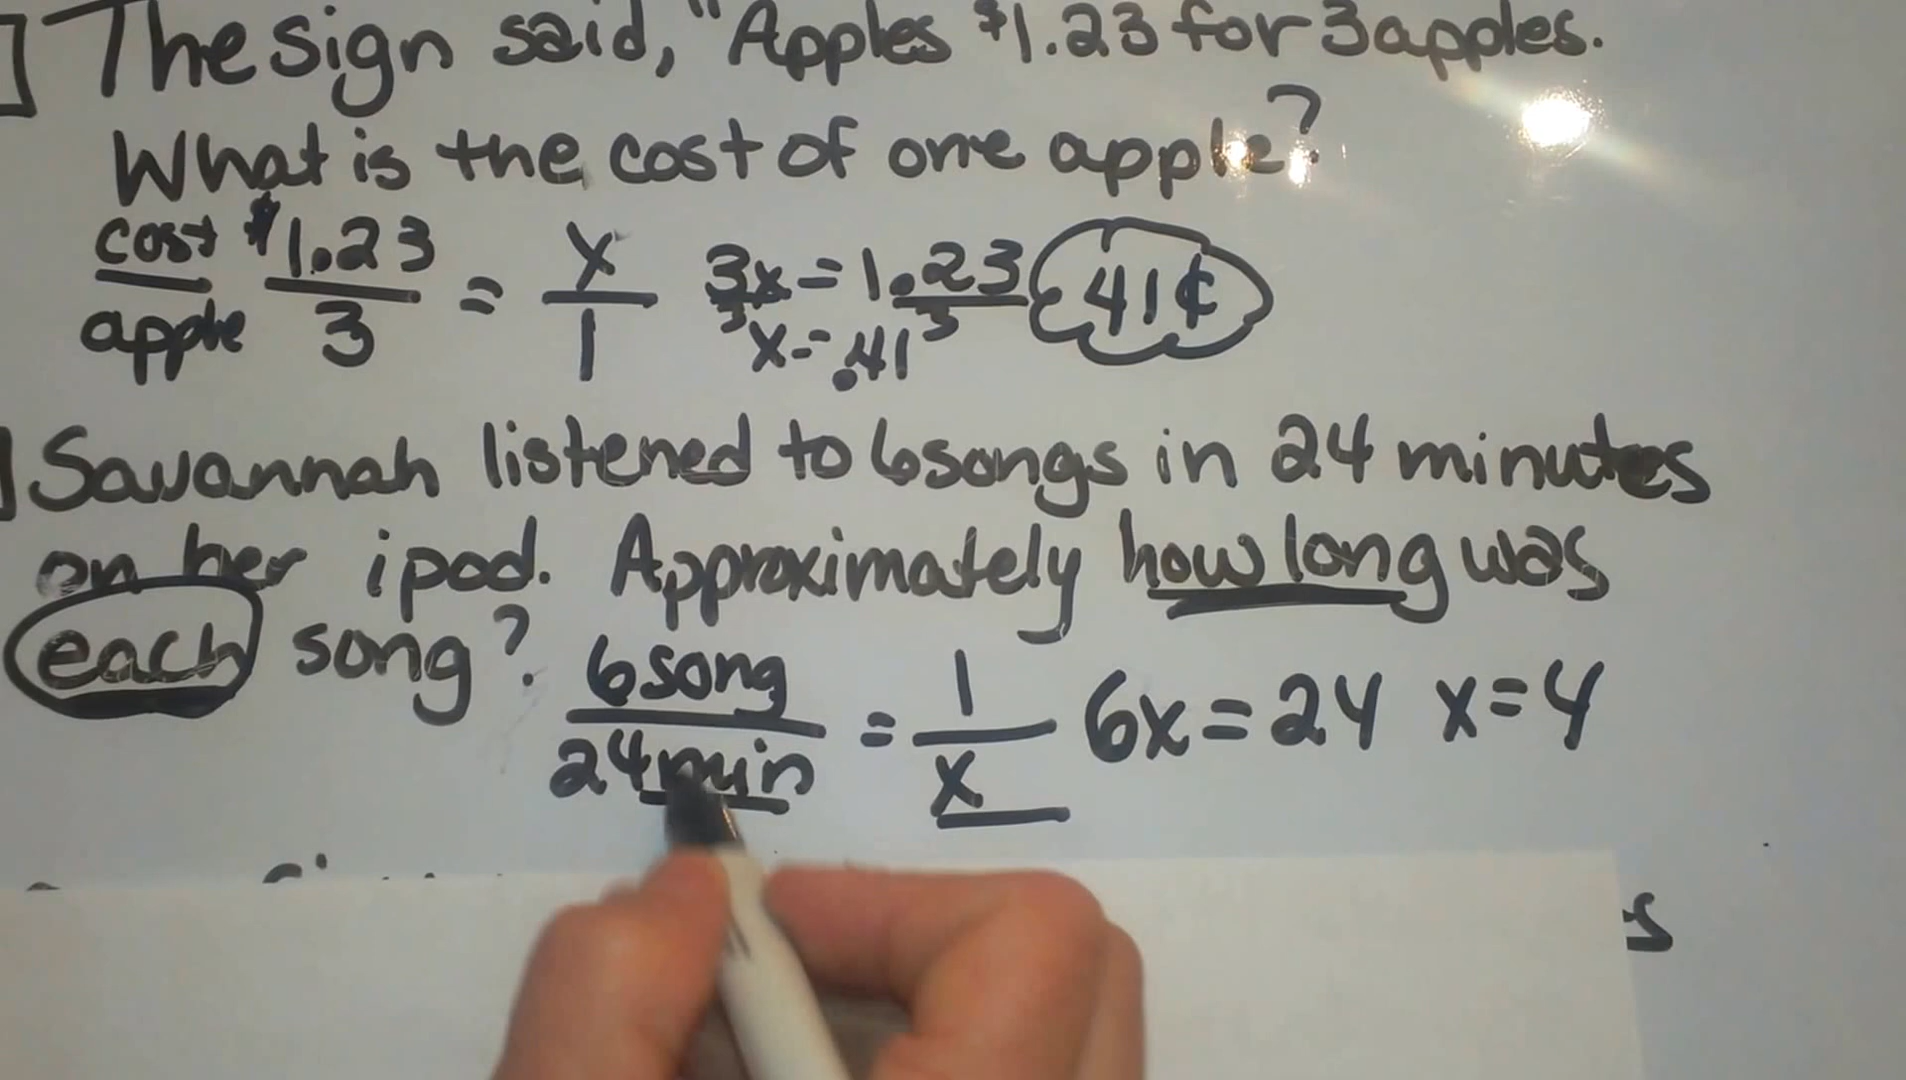 The sign said, "Apples $1.23 for 3 apples.
What is the cost of one apple?
cost $1.23 = x 3x = 1.23 41¢
apple 3 1 3 x = .41 3
Savannah listened to 6 songs in 24 minutes
on her ipod. Approximately how long was
each song? 6 song = 1 6x = 24 x = 4
24 min x
s